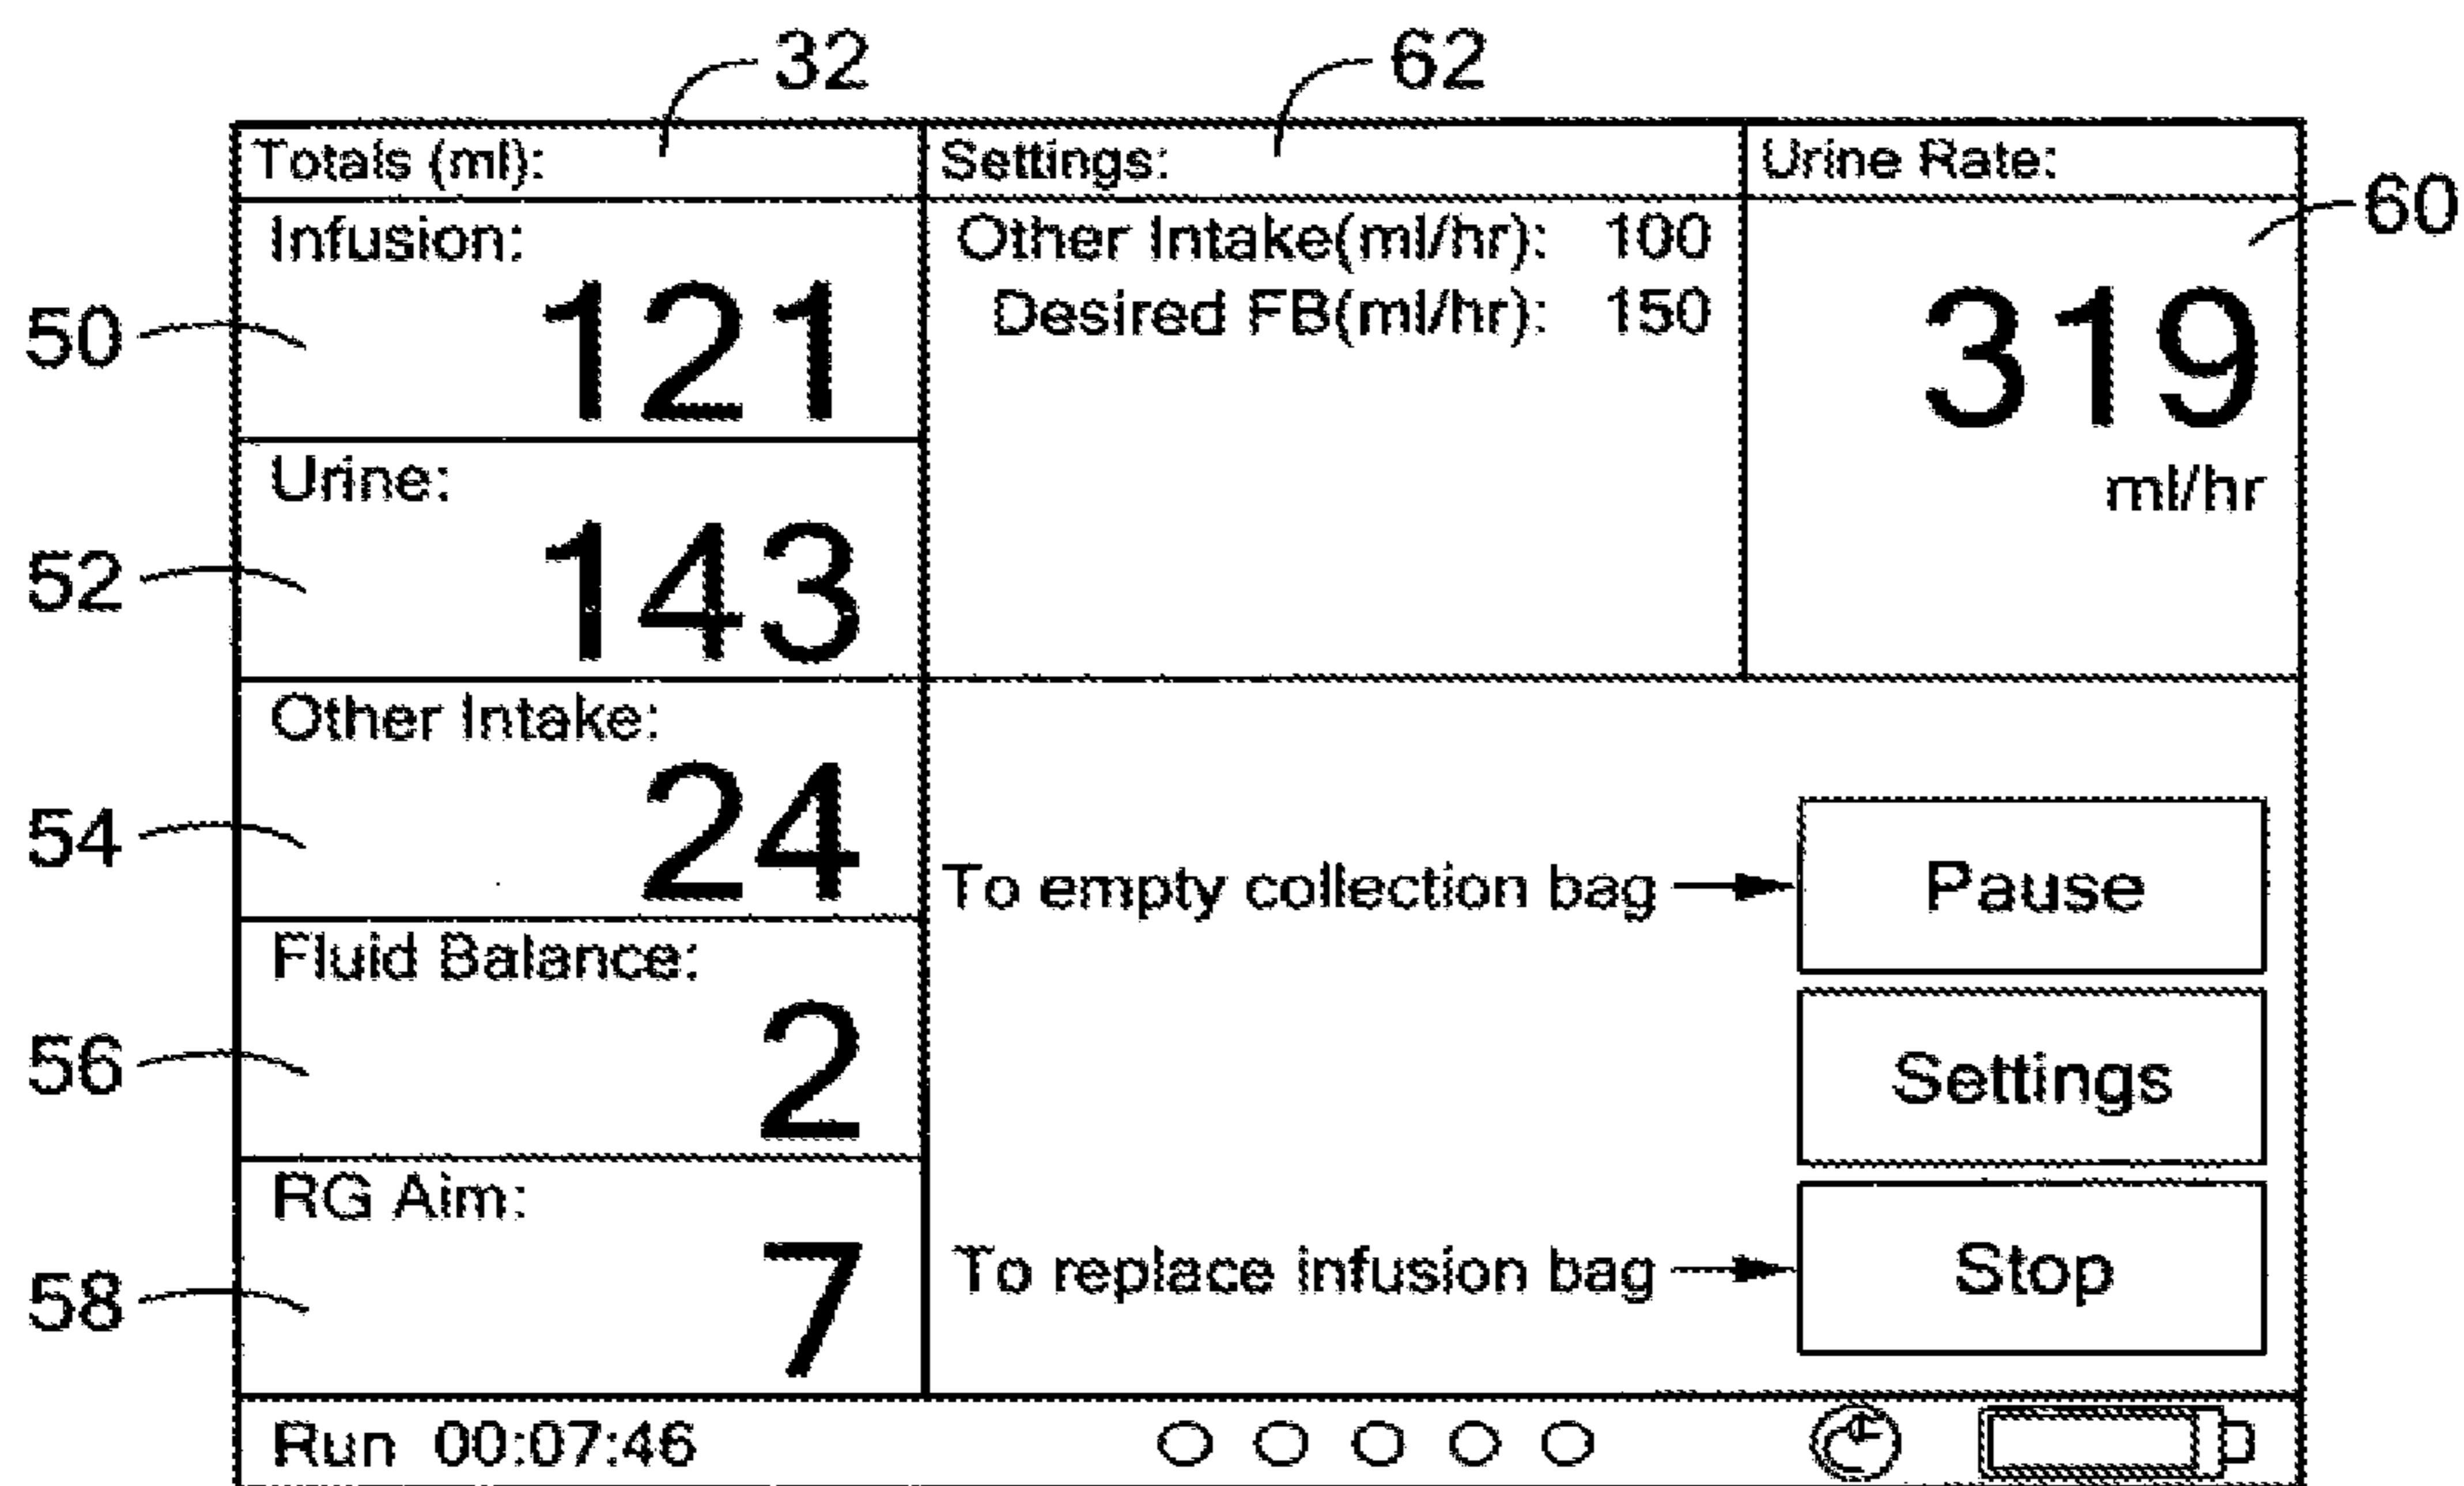 32
62
Totals (ml):
Settings:
Urine Rate:
60
Infusion:
121
50
Other Intake(ml/hr): 100
Desired FB(ml/hr): 150
319
ml/hr
Urine:
143
52
Other Intake:
24
54
To empty collection bag
Pause
Fluid Balance:
2
56
Settings
RG Aim:
7
58
To replace infusion bag
Stop
Run 00:07:46